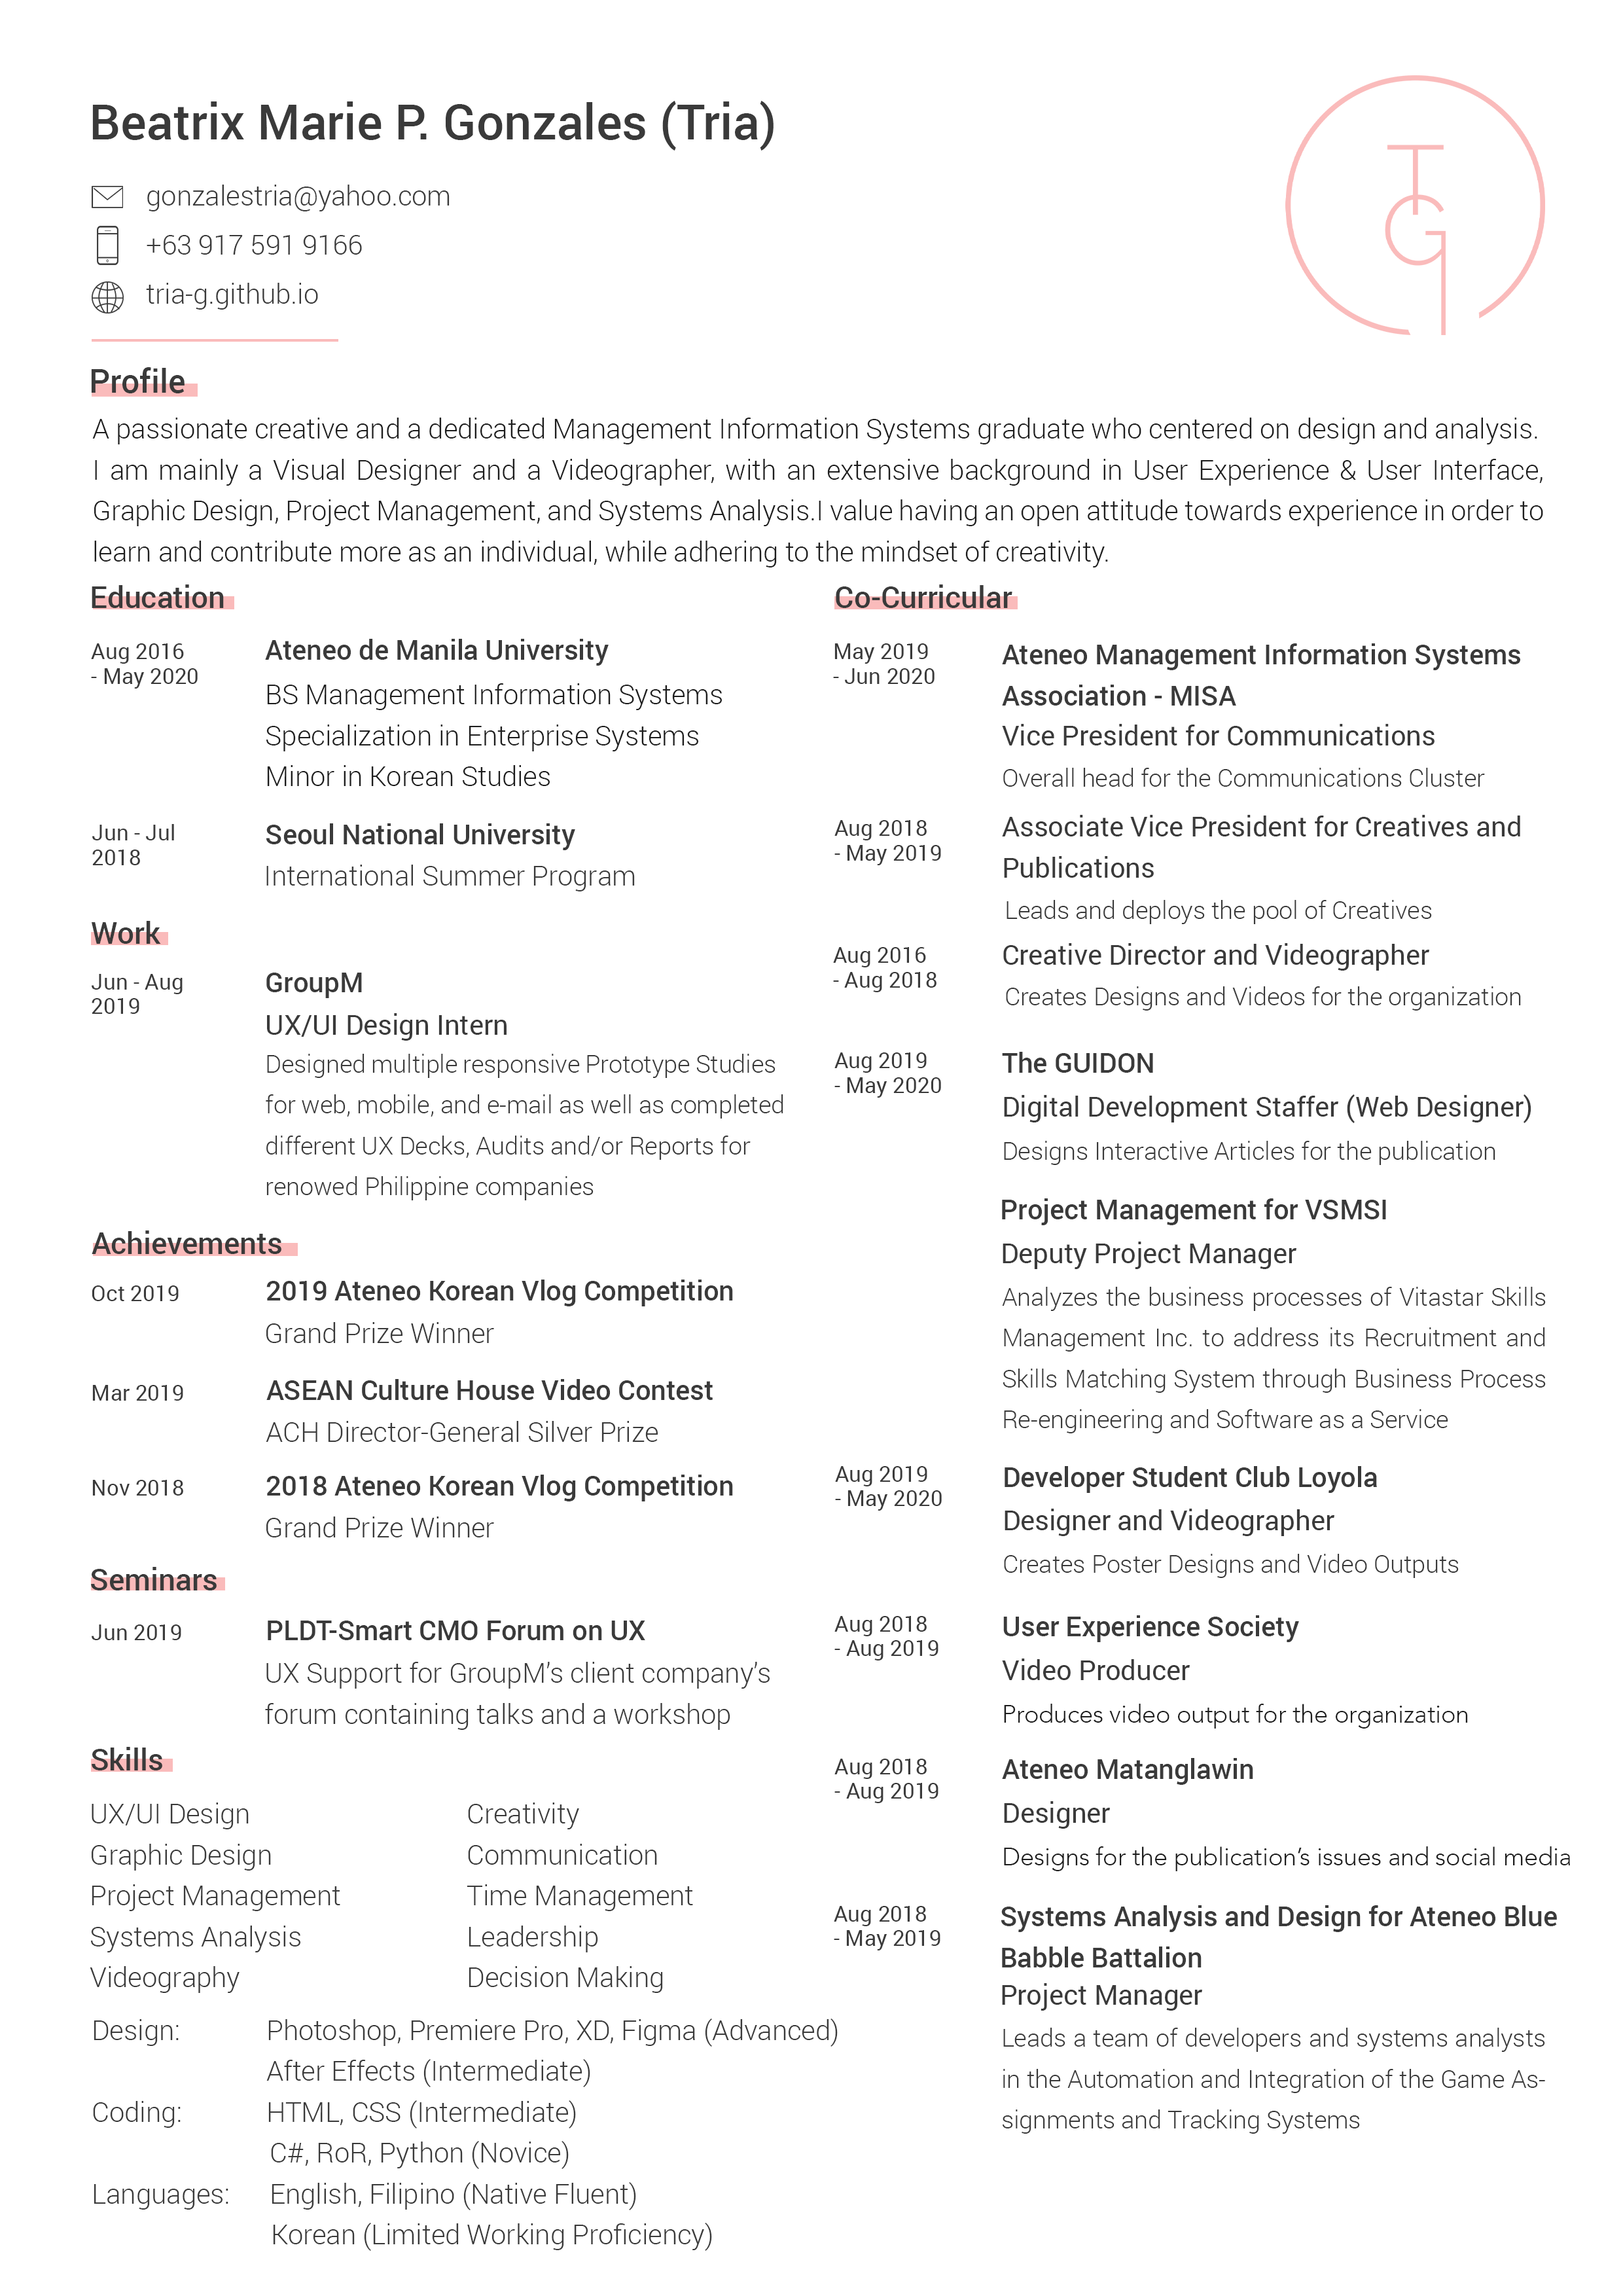 Beatrix Marie P. Gonzales (Tria)
gonzalestria@yahoo.com
+63 917 591 9166
tria-g.github.io
TG
Profile
A passionate creative and a dedicated Management Information Systems graduate who centered on design and analysis.
I am mainly a Visual Designer and a Videographer, with an extensive background in User Experience & User Interface,
Graphic Design, Project Management, and Systems Analysis.I value having an open attitude towards experience in order to
learn and contribute more as an individual, while adhering to the mindset of creativity.
Education
Aug 2016
- May 2020
Ateneo de Manila University
BS Management Information Systems
Specialization in Enterprise Systems
Minor in Korean Studies
Jun - Jul
2018
Seoul National University
International Summer Program
Work
Jun - Aug
2019
GroupM
UX/UI Design Intern
Designed multiple responsive Prototype Studies
for web, mobile, and e-mail as well as completed
different UX Decks, Audits and/or Reports for
renowed Philippine companies
Achievements
Oct 2019
2019 Ateneo Korean Vlog Competition
Grand Prize Winner
Mar 2019
ASEAN Culture House Video Contest
ACH Director-General Silver Prize
Nov 2018
2018 Ateneo Korean Vlog Competition
Grand Prize Winner
Seminars
Jun 2019
PLDT-Smart CMO Forum on UX
UX Support for GroupM’s client company’s
forum containing talks and a workshop
Skills
UX/UI Design
Graphic Design
Project Management
Systems Analysis
Videography
Creativity
Communication
Time Management
Leadership
Decision Making
Design: Photoshop, Premiere Pro, XD, Figma (Advanced)
After Effects (Intermediate)
Coding: HTML, CSS (Intermediate)
C#, RoR, Python (Novice)
Languages: English, Filipino (Native Fluent)
Korean (Limited Working Proficiency)
Co-Curricular
May 2019
- Jun 2020
Ateneo Management Information Systems
Association - MISA
Vice President for Communications
Overall head for the Communications Cluster
Aug 2018
- May 2019
Associate Vice President for Creatives and
Publications
Leads and deploys the pool of Creatives
Aug 2016
- Aug 2018
Creative Director and Videographer
Creates Designs and Videos for the organization
Aug 2019
- May 2020
The GUIDON
Digital Development Staffer (Web Designer)
Designs Interactive Articles for the publication
Project Management for VSMSI
Deputy Project Manager
Analyzes the business processes of Vitastar Skills
Management Inc. to address its Recruitment and
Skills Matching System through Business Process
Re-engineering and Software as a Service
Aug 2019
- May 2020
Developer Student Club Loyola
Designer and Videographer
Creates Poster Designs and Video Outputs
Aug 2018
- Aug 2019
User Experience Society
Video Producer
Produces video output for the organization
Aug 2018
- Aug 2019
Ateneo Matanglawin
Designer
Designs for the publication’s issues and social media
Aug 2018
- May 2019
Systems Analysis and Design for Ateneo Blue
Babble Battalion
Project Manager
Leads a team of developers and systems analysts
in the Automation and Integration of the Game As-
signments and Tracking Systems